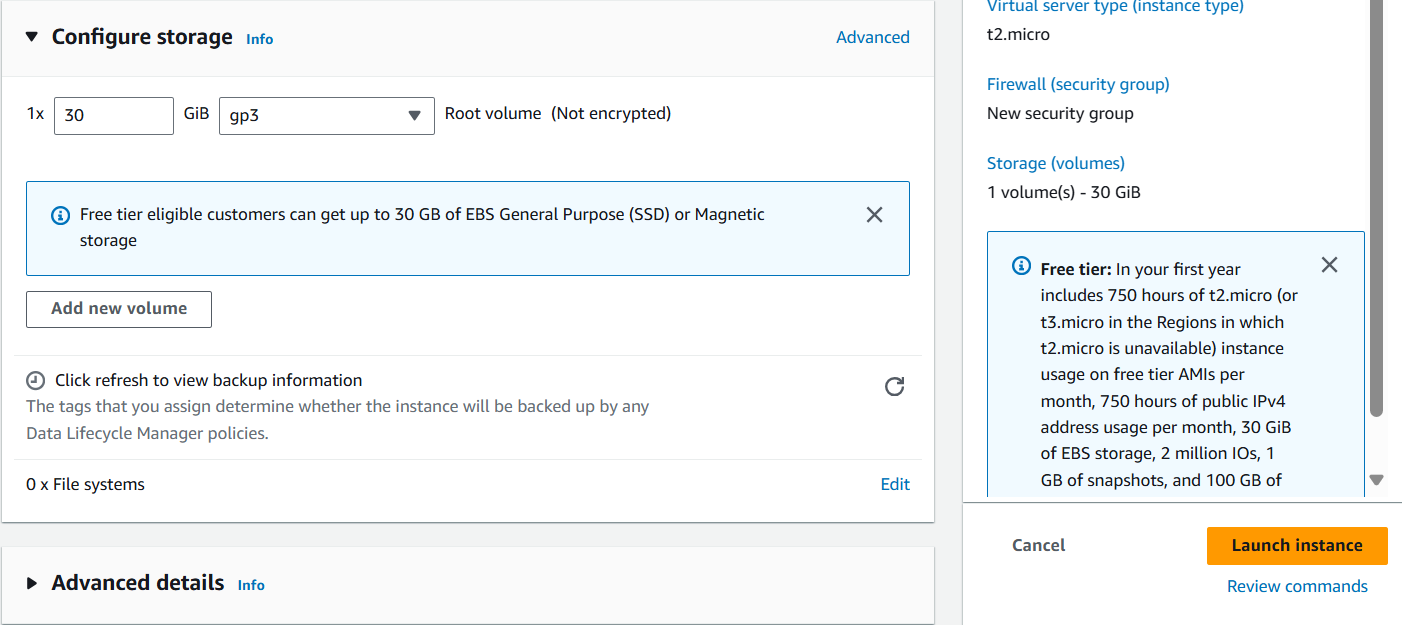 Configure storage Info
Advanced
1x 30 GiB gp3 Root volume (Not encrypted)
Free tier eligible customers can get up to 30 GB of EBS General Purpose (SSD) or Magnetic
storage
Add new volume
Click refresh to view backup information
The tags that you assign determine whether the instance will be backed up by any
Data Lifecycle Manager policies.
0 x File systems
Edit
Advanced details Info
Virtual server type (instance type)
t2.micro
Firewall (security group)
New security group
Storage (volumes)
1 volume(s) - 30 GiB
Free tier: In your first year
includes 750 hours of t2.micro (or
t3.micro in the Regions in which
t2.micro is unavailable) instance
usage on free tier AMIs per
month, 750 hours of public IPv4
address usage per month, 30 GiB
of EBS storage, 2 million IOs, 1
GB of snapshots, and 100 GB of
Cancel
Launch instance
Review commands